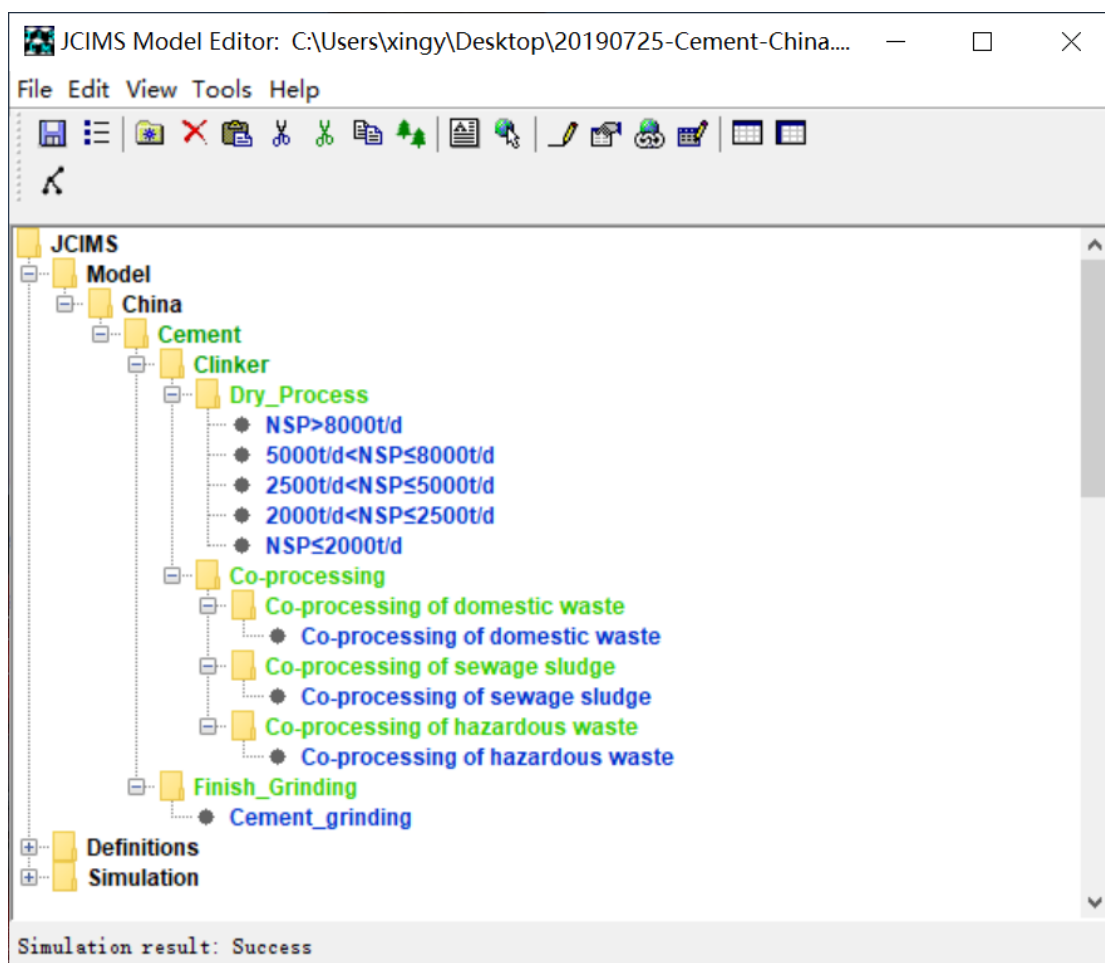 JCIMS Model Editor: C:\Users\xingy\Desktop\20190725-Cement-China....
File Edit View Tools Help
JCIMS
Model
China
Cement
Clinker
Dry_Process
NSP>8000t/d
5000t/d<NSP≤8000t/d
2500t/d<NSP≤5000t/d
2000t/d<NSP≤2500t/d
NSP≤2000t/d
Co-processing
Co-processing of domestic waste
Co-processing of domestic waste
Co-processing of sewage sludge
Co-processing of sewage sludge
Co-processing of hazardous waste
Co-processing of hazardous waste
Finish_Grinding
Cement_grinding
Definitions
Simulation
Simulation result: Success